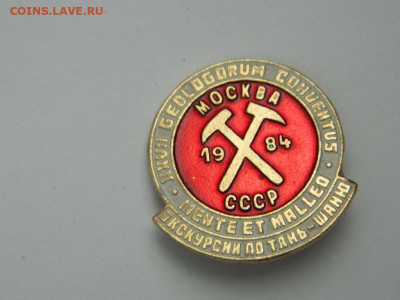 COINS.LAVE.RU
XXVII GEOLOGORUM CONVENTUS
· MENTE ET MALLEO ·
МОСКВА
19 84
СССР
ЭКСКУРСИИ ПО ТЯНЬ-ШАНЮ